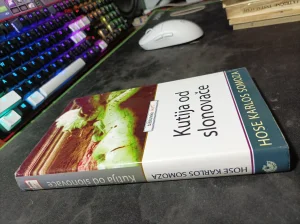 Kutija od
slonovače
HOSE KARLOS SOMOZA
HOSE KARLOS SOMOZA
Kutija od slonovače